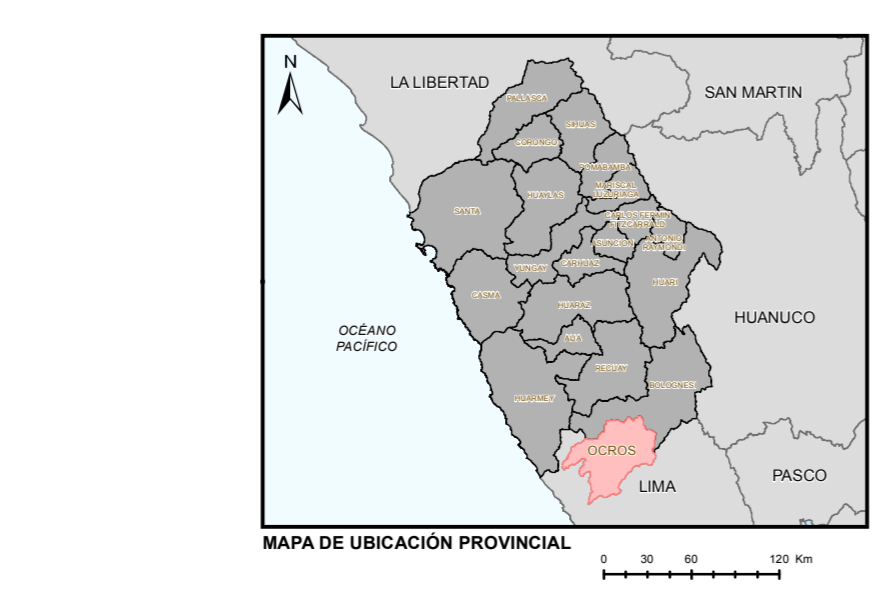 N
LA LIBERTAD
SAN MARTIN
PALLASCA
SIHUAS
CORONGO
POMABAMBA
MARISCAL
LUZURIAGA
HUAYLAS
SANTA
CARLOS FERMIN
FITZCARRALD
ANTONIO
RAYMONDI
ASUNCION
YUNGAY
CARHUAZ
HUARI
CASMA
HUARAZ
HUANUCO
OCÉANO
PACÍFICO
AIJA
RECUAY
BOLOGNESI
HUARMEY
OCROS
LIMA
PASCO
MAPA DE UBICACIÓN PROVINCIAL
0 30 60 120 Km